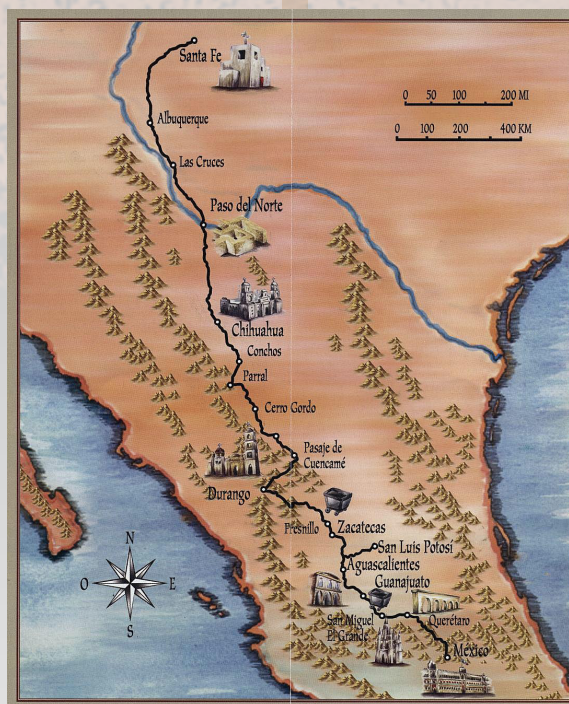 Santa Fe
0 50 100 200 MI
Albuquerque
0 100 200 400 KM
Las Cruces
Paso del Norte
Chihuahua
Conchos
Parral
Cerro Gordo
Pasaje de
Cuencamé
Durango
Fresnillo
Zacatecas
San Luis Potosí
Aguascalientes
Guanajuato
N
O E
S
San Miguel
El Grande
Querétaro
Mexico